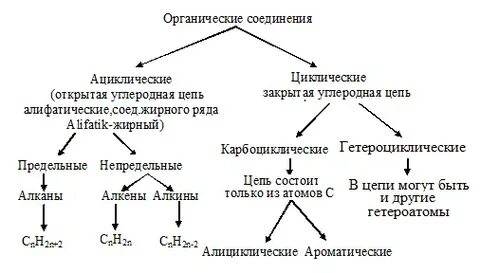 Органические соединения
Ациклические
(открытая углеродная цепь
алифатические,соед.жирного ряда
Alifatik-жирный)
Циклические
закрытая углеродная цепь
Предельные
Непредельные
Карбоциклические
Гетероциклические
Алканы
Алкены
Алкины
Цепь состоит
только из атомов С
В цепи могут быть
и другие
гетероатомы
CnH2n+2
CnH2n
CnH2n-2
Алициклические
Ароматические